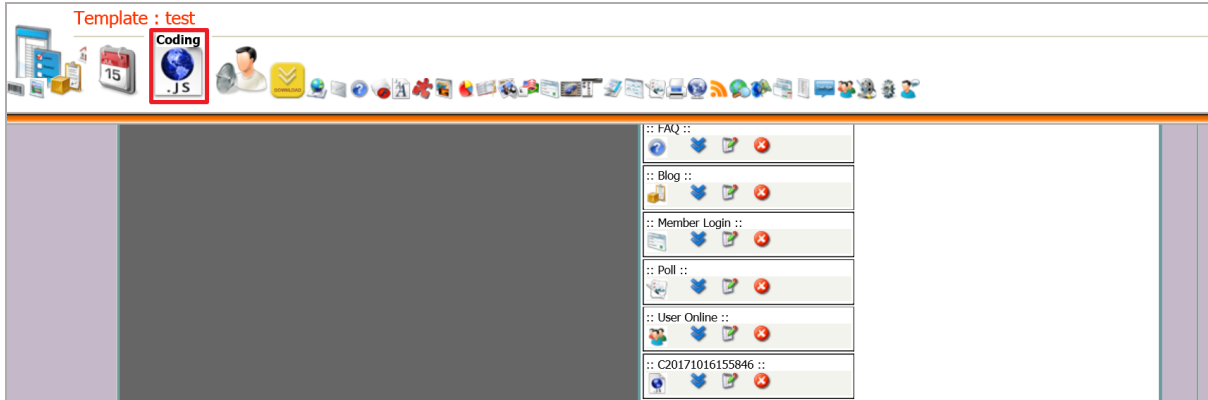 Template : test
Coding
15
.JS
DOWNLOAD
:: FAQ ::
:: Blog ::
:: Member Login ::
:: Poll ::
:: User Online ::
:: C20171016155846 ::